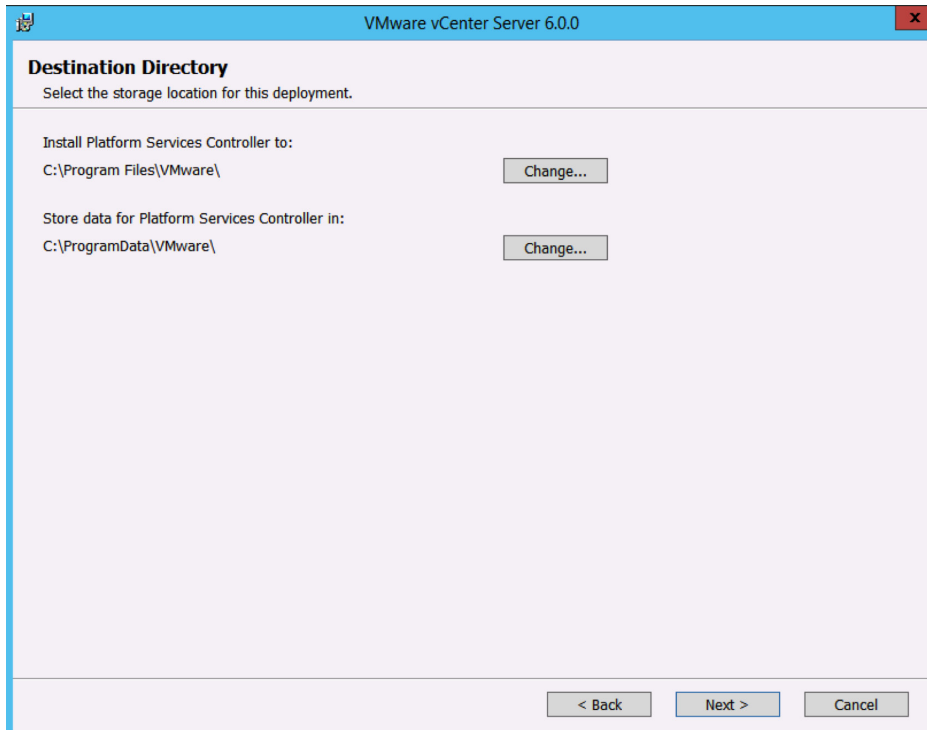 VMware vCenter Server 6.0.0
x
Destination Directory
Select the storage location for this deployment.
Install Platform Services Controller to:
C:\Program Files\VMware\
Change...
Store data for Platform Services Controller in:
C:\ProgramData\VMware\
Change...
< Back
Next >
Cancel